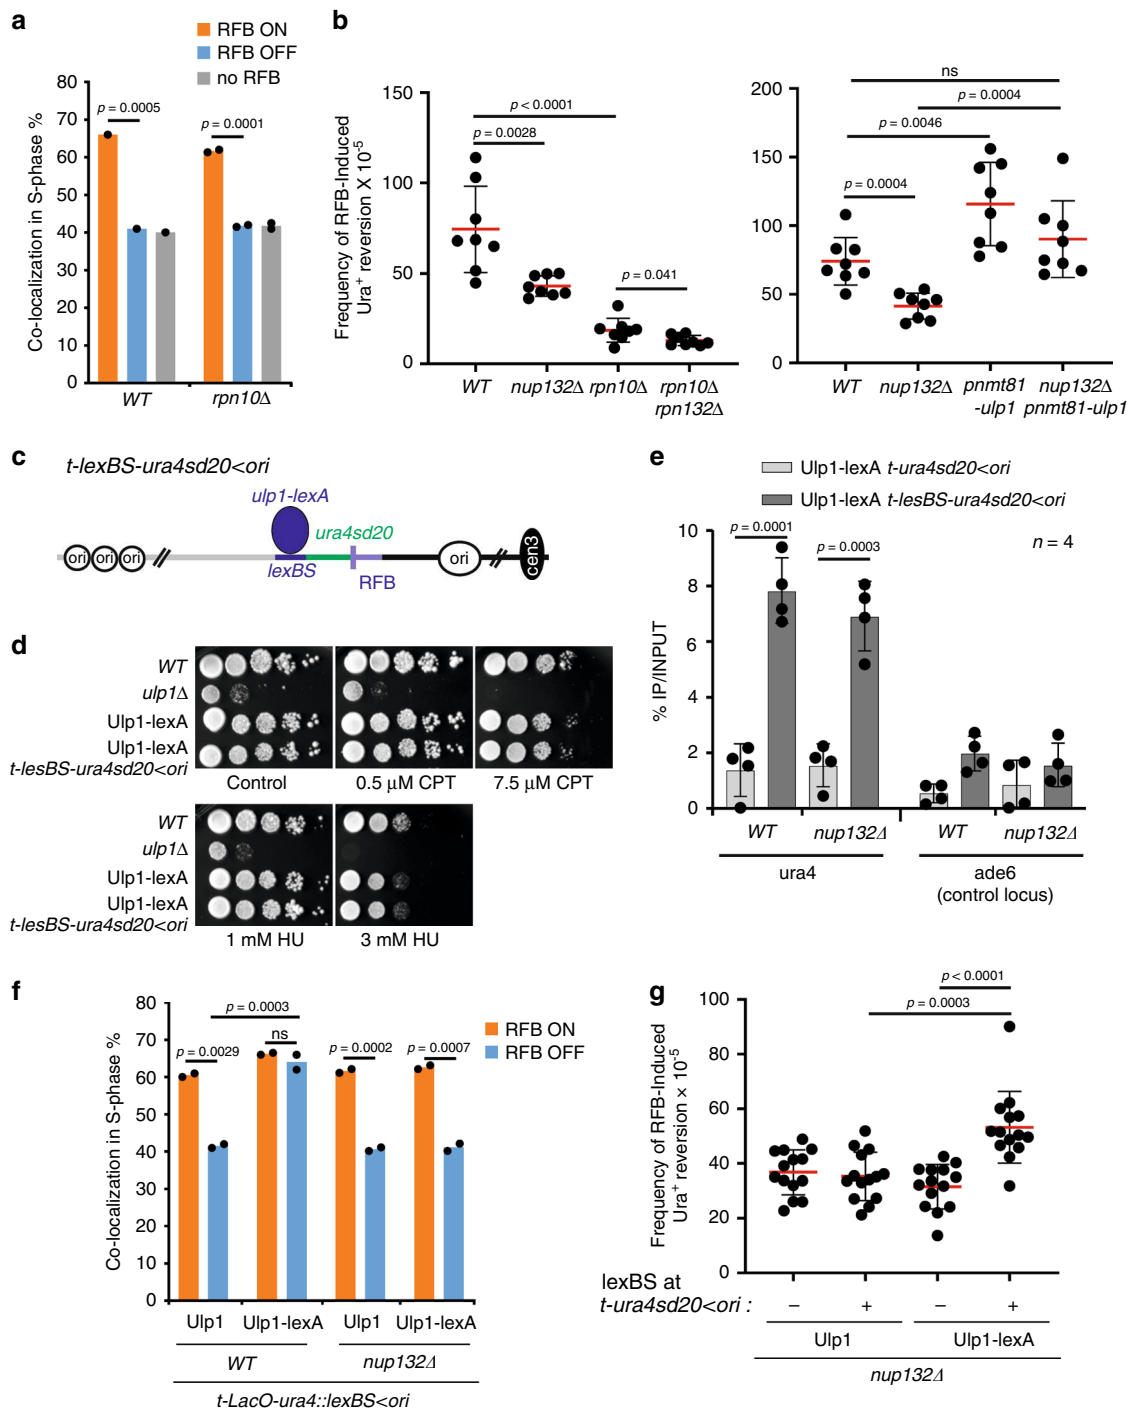 a
RFB ON
RFB OFF
no RFB
Co-localization in S-phase %
80
70
60
50
40
30
20
10
0
p = 0.0005
p = 0.0001
WT
rpn10Δ
b
Frequency of RFB-Induced
Ura+ reversion X 10-5
150
100
50
0
p < 0.0001
p = 0.0028
p = 0.041
WT
nup132Δ
rpn10Δ
rpn10Δ
rpn132Δ
200
150
100
50
0
ns
p = 0.0004
p = 0.0046
p = 0.0004
WT
nup132Δ
pnmt81
-ulp1
nup132Δ
pnmt81-ulp1
c
t-lexBS-ura4sd20<ori
ulp1-lexA
ura4sd20
ori
ori
ori
lexBS
RFB
ori
cen3
d
WT
ulp1Δ
Ulp1-lexA
Ulp1-lexA
t-lesBS-ura4sd20<ori
Control
0.5 μM CPT
7.5 μM CPT
WT
ulp1Δ
Ulp1-lexA
Ulp1-lexA
t-lesBS-ura4sd20<ori
1 mM HU
3 mM HU
e
Ulp1-lexA t-ura4sd20<ori
Ulp1-lexA t-lesBS-ura4sd20<ori
% IP/INPUT
10
8
6
4
2
0
p = 0.0001
p = 0.0003
n = 4
WT
nup132Δ
WT
nup132Δ
ura4
ade6
(control locus)
f
Co-localization in S-phase %
80
70
60
50
40
30
20
10
0
p = 0.0003
ns
p = 0.0029
p = 0.0002
p = 0.0007
RFB ON
RFB OFF
Ulp1
Ulp1-lexA
Ulp1
Ulp1-lexA
WT
nup132Δ
t-LacO-ura4::lexBS<ori
g
Frequency of RFB-Induced
Ura+ reversion × 10-5
100
80
60
40
20
0
p < 0.0001
p = 0.0003
lexBS at
t-ura4sd20<ori :
–
+
–
+
Ulp1
Ulp1-lexA
nup132Δ